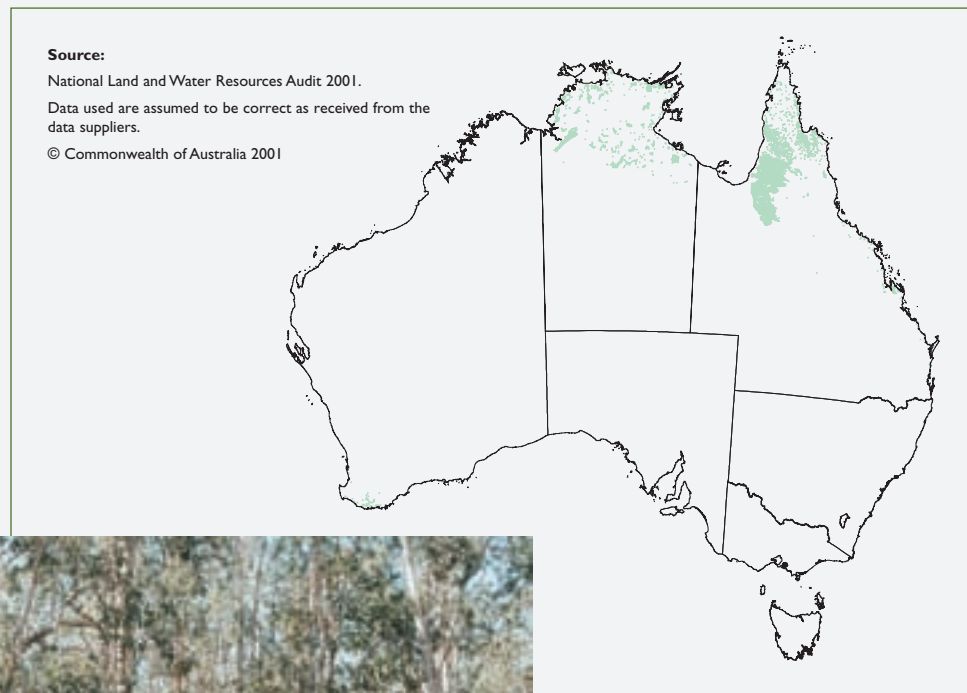 Source:
National Land and Water Resources Audit 2001.
Data used are assumed to be correct as received from the
data suppliers.
© Commonwealth of Australia 2001